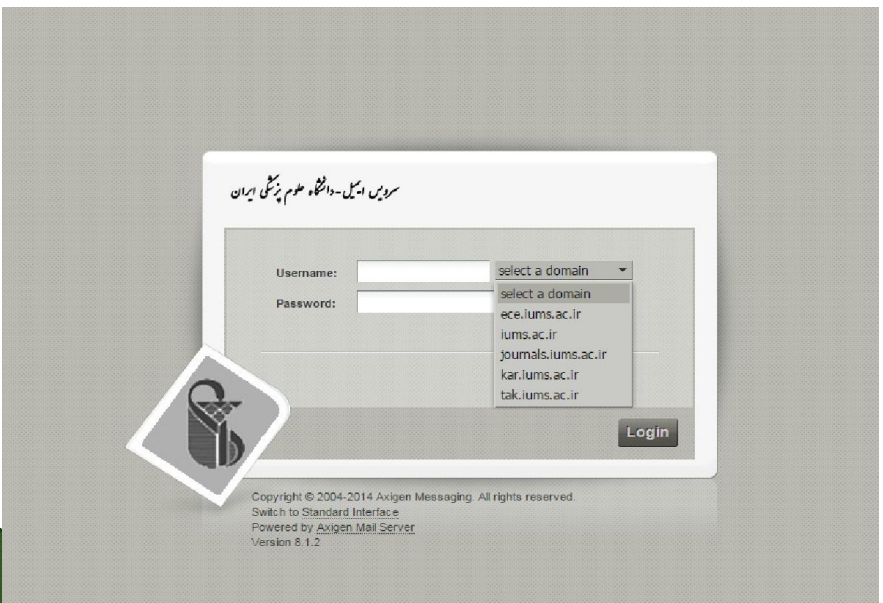 سرویس ایمیل-دانشگاه علوم پزشکی ایران
Username:
select a domain
Password:
select a domain
ece.iums.ac.ir
iums.ac.ir
journals.iums.ac.ir
kar.iums.ac.ir
tak.iums.ac.ir
Login
Copyright © 2004-2014 Axigen Messaging. All rights reserved.
Switch to Standard Interface
Powered by Axigen Mail Server
Version 8.1.2